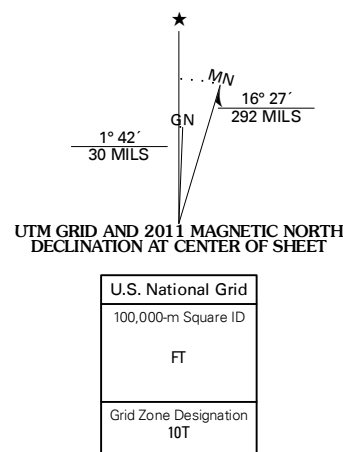 MN
GN
16° 27´
292 MILS
1° 42´
30 MILS
UTM GRID AND 2011 MAGNETIC NORTH
DECLINATION AT CENTER OF SHEET
U.S. National Grid
100,000-m Square ID
FT
Grid Zone Designation
10T